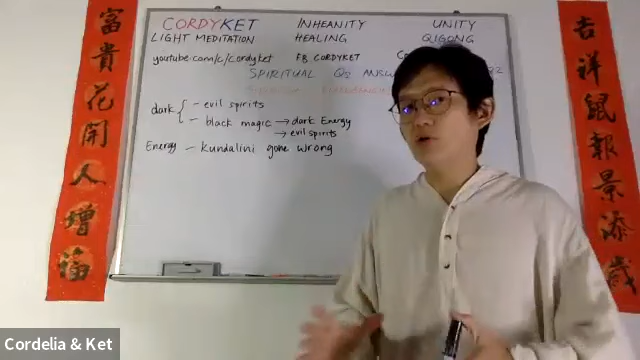 富貴花開人增福
CORDYKET INHEANITY UNITY
LIGHT MEDITATION HEALING QIGONG
youtube.com/c/cordyket FB CORDYKET
SPIRITUAL Q&Z
dark { - evil spirits
- black magic → dark Energy
→ evil spirits
Energy - kundalini gone wrong
吉祥鼠報景添歲
Cordelia & Ket